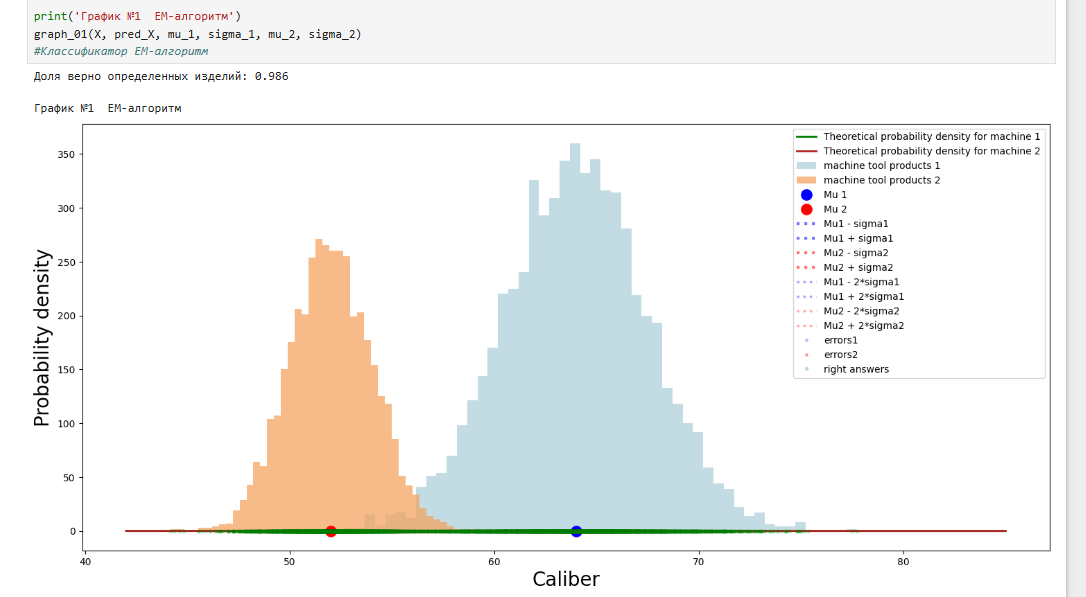 print('График №1  EM-алгоритм')
graph_01(X, pred_X, mu_1, sigma_1, mu_2, sigma_2)
#Классификатор EM-алгоритм
Доля верно определенных изделий: 0.986
График №1  EM-алгоритм
Theoretical probability density for machine 1
Theoretical probability density for machine 2
machine tool products 1
machine tool products 2
Mu 1
Mu 2
Mu1 - sigma1
Mu1 + sigma1
Mu2 - sigma2
Mu2 + sigma2
Mu1 - 2*sigma1
Mu1 + 2*sigma1
Mu2 - 2*sigma2
Mu2 + 2*sigma2
errors1
errors2
right answers
Probability density
350
300
250
200
150
100
50
0
40 50 60 70 80
Caliber